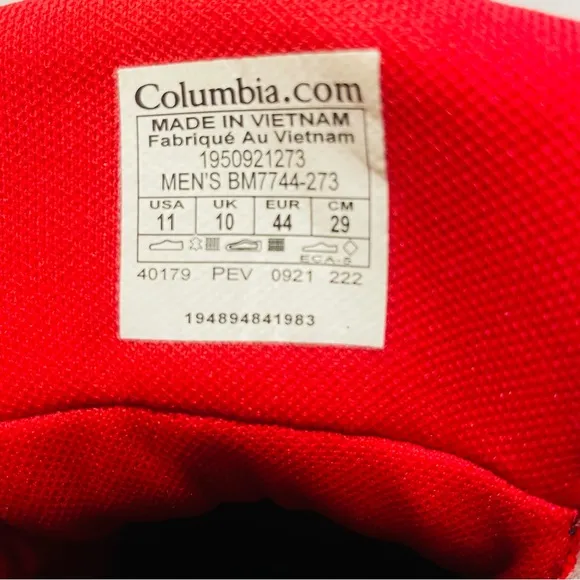 Columbia.com
MADE IN VIETNAM
Fabriqué Au Vietnam
1950921273
MEN'S BM7744-273
USA UK EUR CM
11 10 44 29
ECA-S
40179 PEV 0921 222
194894841983